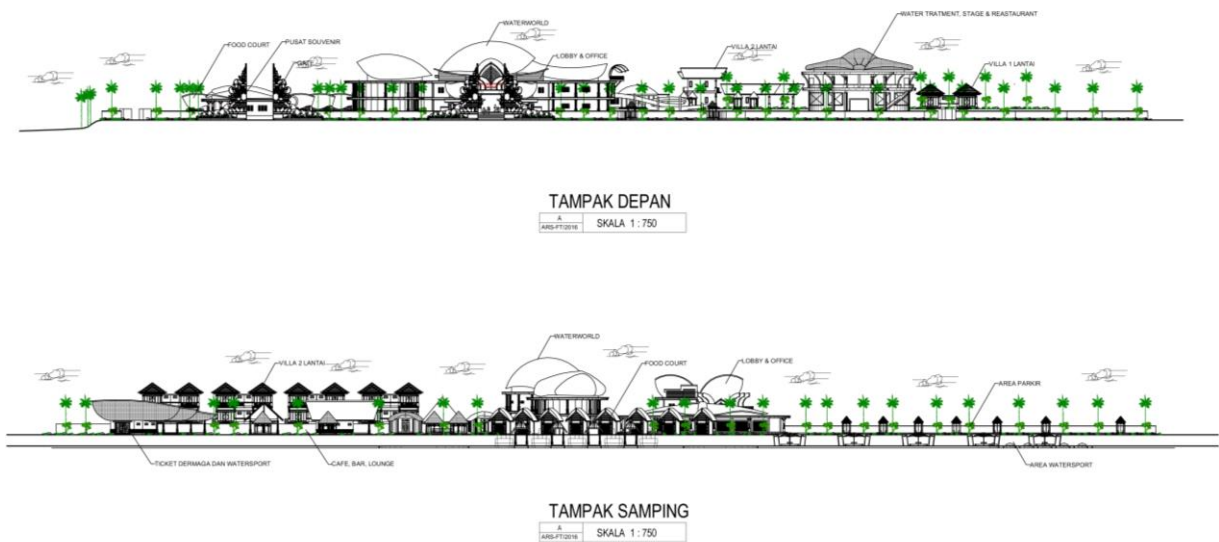 WATERWORLD
WATER TRATMENT, STAGE & REASTAURANT
FOOD COURT
PUSAT SOUVENIR
LOBBY & OFFICE
VILLA 2 LANTAI
VILLA 1 LANTAI
TAMPAK DEPAN
A
ARS-FT/2016
SKALA 1 : 750
WATERWORLD
VILLA 2 LANTAI
FOOD COURT
LOBBY & OFFICE
AREA PARKIR
TICKET DERMAGA DAN WATERSPORT
CAFE, BAR, LOUNGE
AREA WATERSPORT
TAMPAK SAMPING
A
ARS-FT/2016
SKALA 1 : 750